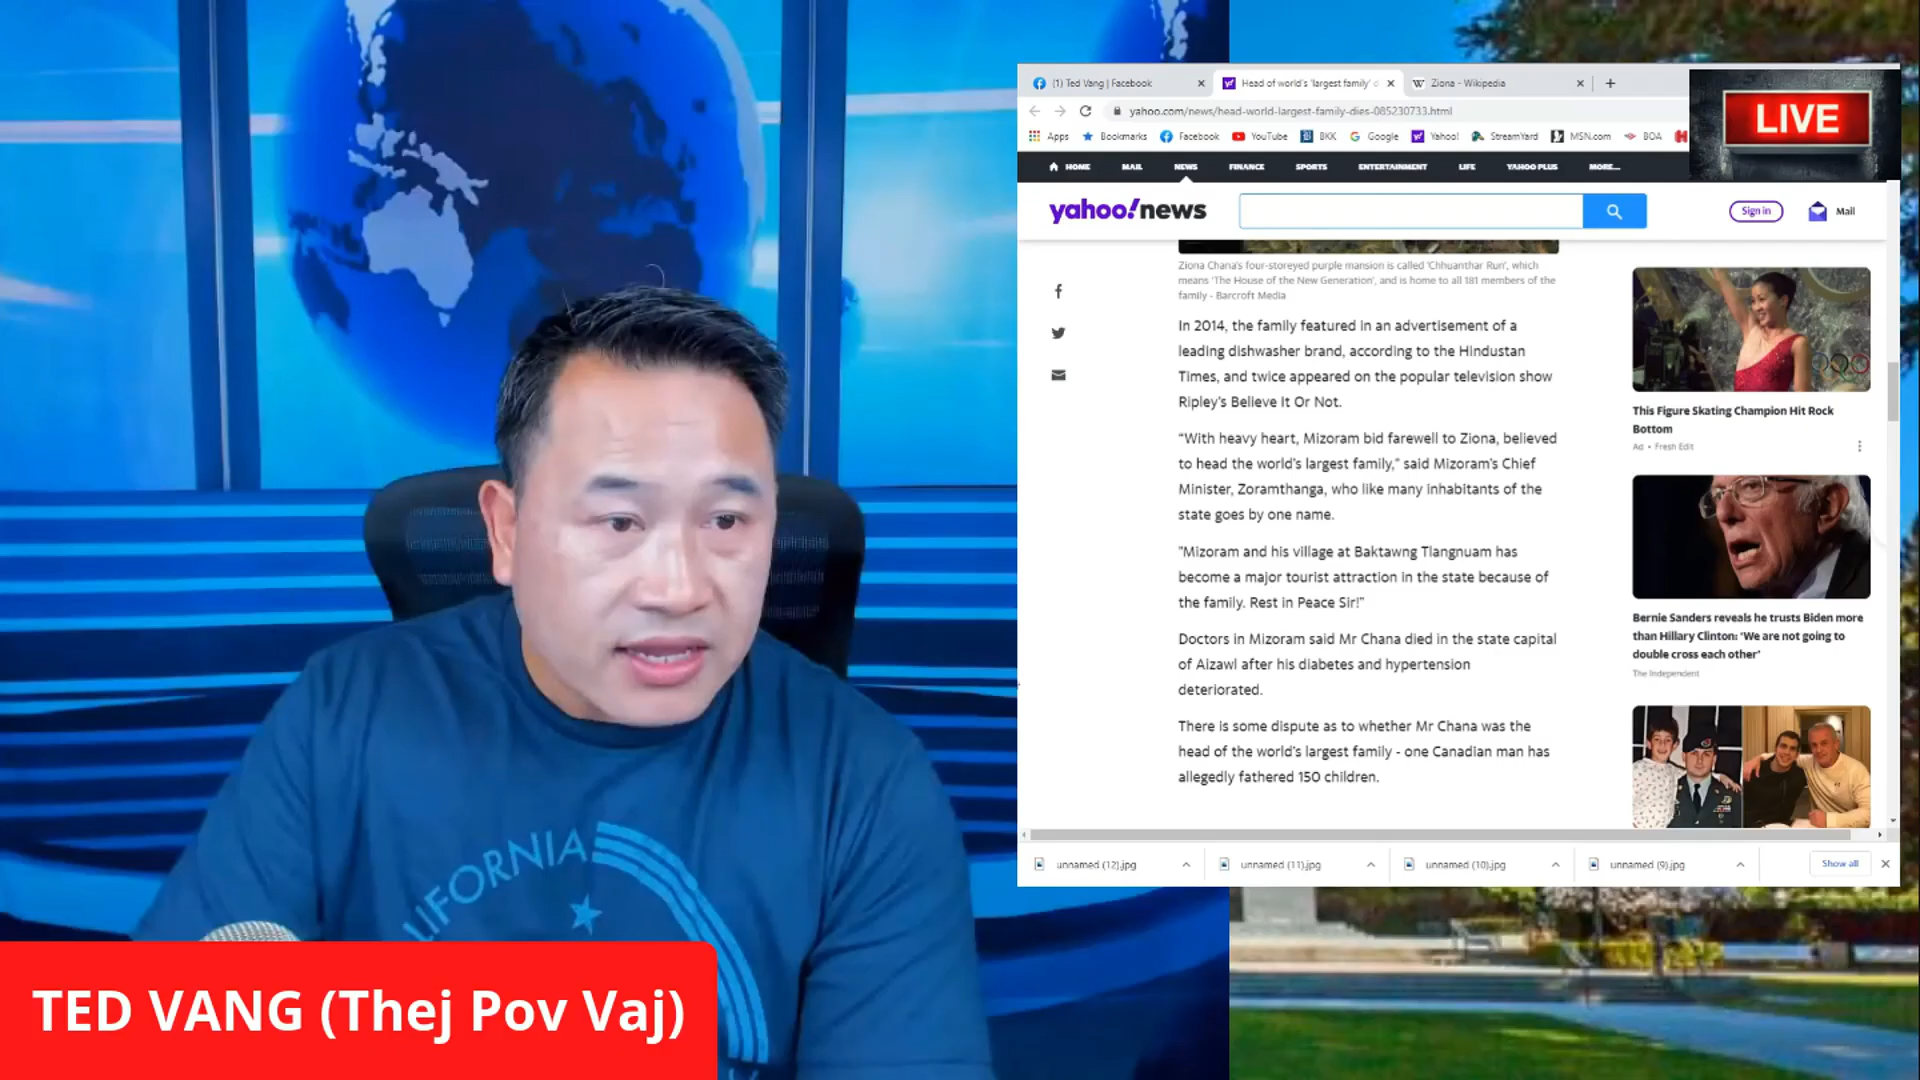 (1) Ted Vang | Facebook
Head of world's 'largest family' d
Ziona - Wikipedia
yahoo.com/news/head-world-largest-family-dies-085230733.html
Apps Bookmarks Facebook YouTube BKK Google Yahoo! StreamYard MSN.com BOA
LIVE
HOME MAIL NEWS FINANCE SPORTS ENTERTAINMENT LIFE YAHOO PLUS MORE...
yahoo!news
Sign in
Mail
Ziona Chana's four-storeyed purple mansion is called 'Chhuanthar Run', which
means 'The House of the New Generation', and is home to all 181 members of the
family - Barcroft Media
In 2014, the family featured in an advertisement of a
leading dishwasher brand, according to the Hindustan
Times, and twice appeared on the popular television show
Ripley's Believe It Or Not.
"With heavy heart, Mizoram bid farewell to Ziona, believed
to head the world's largest family," said Mizoram's Chief
Minister, Zoramthanga, who like many inhabitants of the
state goes by one name.
"Mizoram and his village at Baktawng Tlangnuam has
become a major tourist attraction in the state because of
the family. Rest in Peace Sir!"
Doctors in Mizoram said Mr Chana died in the state capital
of Aizawl after his diabetes and hypertension
deteriorated.
There is some dispute as to whether Mr Chana was the
head of the world's largest family - one Canadian man has
allegedly fathered 150 children.
This Figure Skating Champion Hit Rock
Bottom
Ad • Fresh Edit
Bernie Sanders reveals he trusts Biden more
than Hillary Clinton: 'We are not going to
double cross each other'
The Independent
unnamed (12).jpg
unnamed (11).jpg
unnamed (10).jpg
unnamed (9).jpg
Show all
LIFORNIA
TED VANG (Thej Pov Vaj)